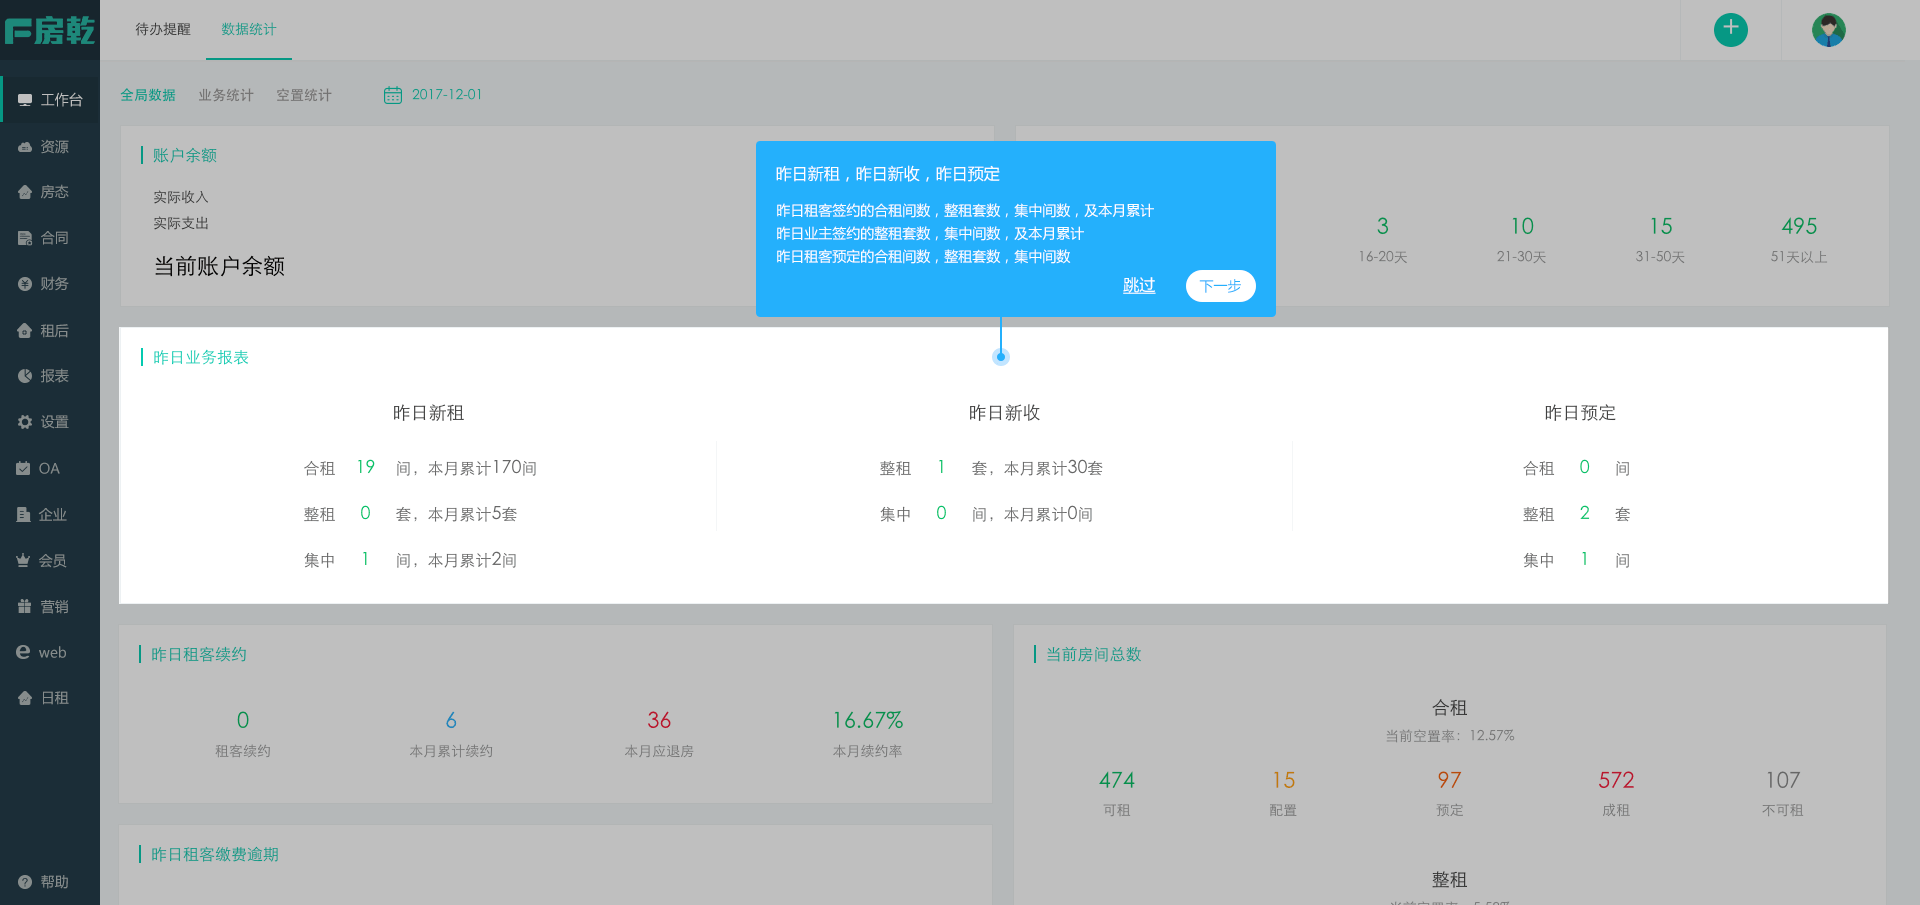 房乾
待办提醒
数据统计
工作台
资源
房态
合同
财务
租后
报表
设置
OA
企业
会员
营销
web
日租
帮助
全局数据
业务统计
空置统计
2017-12-01
账户余额
实际收入
实际支出
当前账户余额
3
16-20天
10
21-30天
15
31-50天
495
51天以上
昨日新租，昨日新收，昨日预定
昨日租客签约的合租间数，整租套数，集中间数，及本月累计
昨日业主签约的整租套数，集中间数，及本月累计
昨日租客预定的合租间数，整租套数，集中间数
跳过
下一步
昨日业务报表
昨日新租
合租 19 间，本月累计170间
整租 0 套，本月累计5套
集中 1 间，本月累计2间
昨日新收
整租 1 套，本月累计30套
集中 0 间，本月累计0间
昨日预定
合租 0 间
整租 2 套
集中 1 间
昨日租客续约
0
租客续约
6
本月累计续约
36
本月应退房
16.67%
本月续约率
昨日租客缴费逾期
当前房间总数
合租
当前空置率：12.57%
474
可租
15
配置
97
预定
572
成租
107
不可租
整租